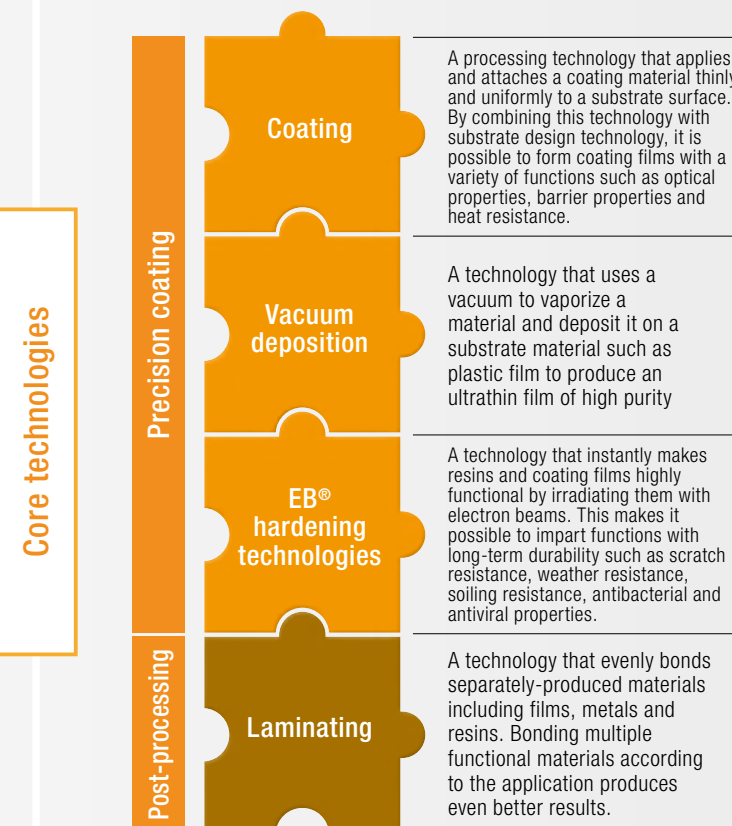 Core technologies
Precision coating
Coating
A processing technology that applies
and attaches a coating material thinly
and uniformly to a substrate surface.
By combining this technology with
substrate design technology, it is
possible to form coating films with a
variety of functions such as optical
properties, barrier properties and
heat resistance.
Vacuum
deposition
A technology that uses a
vacuum to vaporize a
material and deposit it on a
substrate material such as
plastic film to produce an
ultrathin film of high purity
EB®
hardening
technologies
A technology that instantly makes
resins and coating films highly
functional by irradiating them with
electron beams. This makes it
possible to impart functions with
long-term durability such as scratch
resistance, weather resistance,
soiling resistance, antibacterial and
antiviral properties.
Post-processing
Laminating
A technology that evenly bonds
separately-produced materials
including films, metals and
resins. Bonding multiple
functional materials according
to the application produces
even better results.